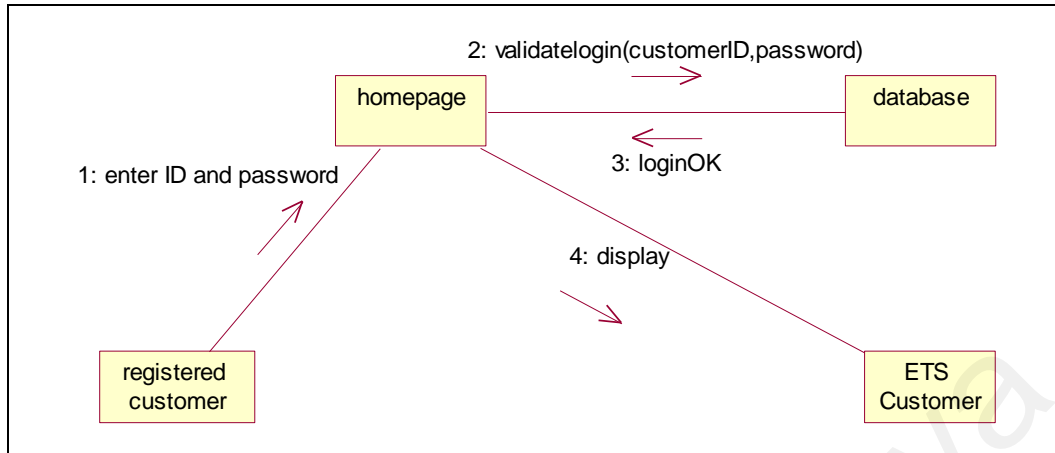 2: validatelogin(customerID,password)
homepage
database
3: loginOK
1: enter ID and password
4: display
registered
customer
ETS
Customer